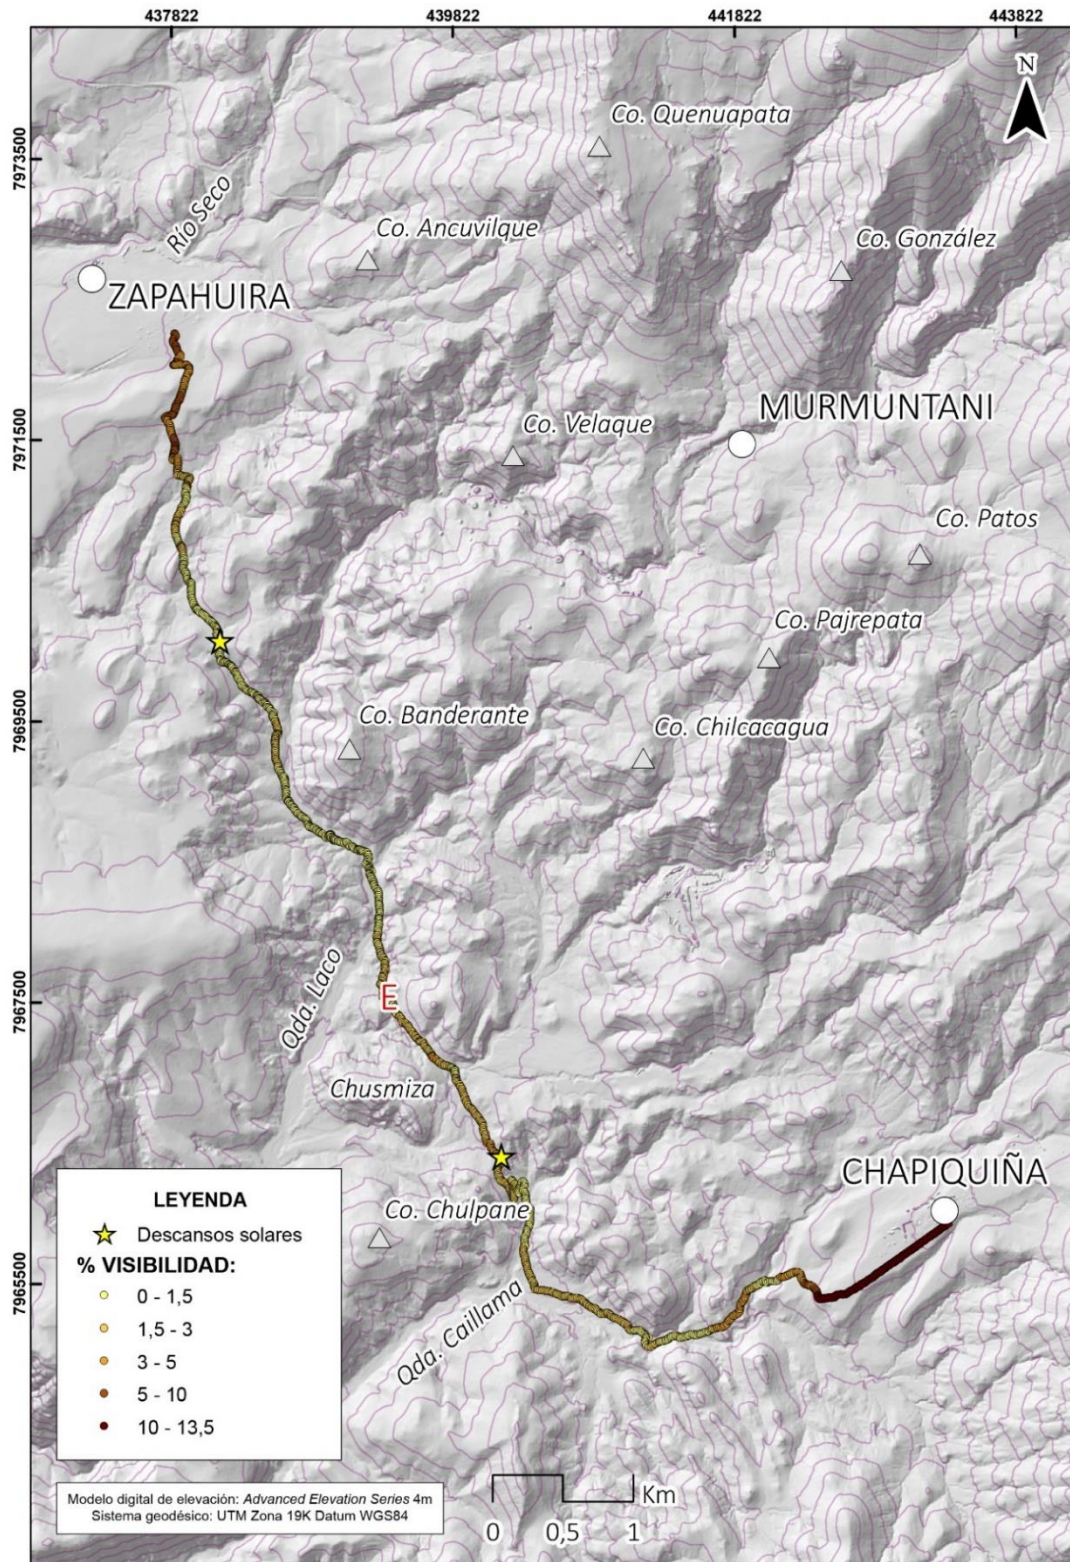 437822
439822
441822
443822
N
Co. Quenuapata
7973500
Río Seco
Co. Ancuvilque
Co. González
ZAPAHUIRA
MURMUNTANI
7971500
Co. Velaque
Co. Patos
Co. Pajrepata
7969500
Co. Banderante
Co. Chilcacagua
7967500
Qda. Laco
E
Chusmiza
CHAPIQUIÑA
Co. Chulpane
7965500
Qda. Caillama
LEYENDA
Descansos solares
% VISIBILIDAD:
0 - 1,5
1,5 - 3
3 - 5
5 - 10
10 - 13,5
Modelo digital de elevación: Advanced Elevation Series 4m
Sistema geodésico: UTM Zona 19K Datum WGS84
Km
0 0,5 1